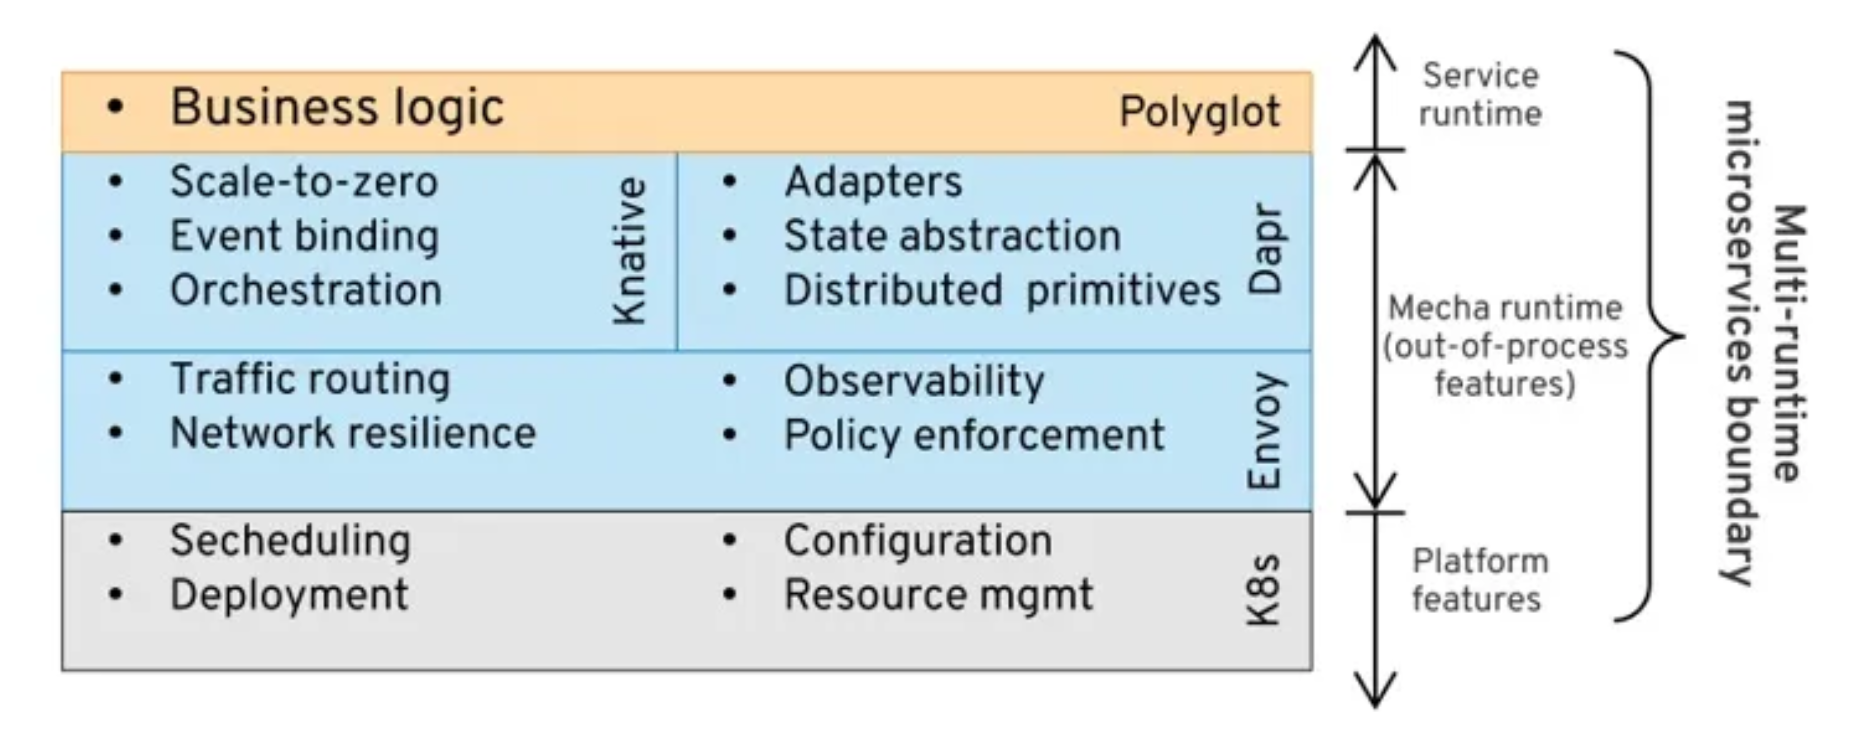 Business logic
Polyglot
Scale-to-zero
Event binding
Orchestration
Knative
Adapters
State abstraction
Distributed primitives
Dapr
Traffic routing
Network resilience
Observability
Policy enforcement
Envoy
Secheduling
Deployment
Configuration
Resource mgmt
K8s
Service
runtime
Mecha runtime
(out-of-process
features)
Platform
features
Multi-runtime
microservices boundary